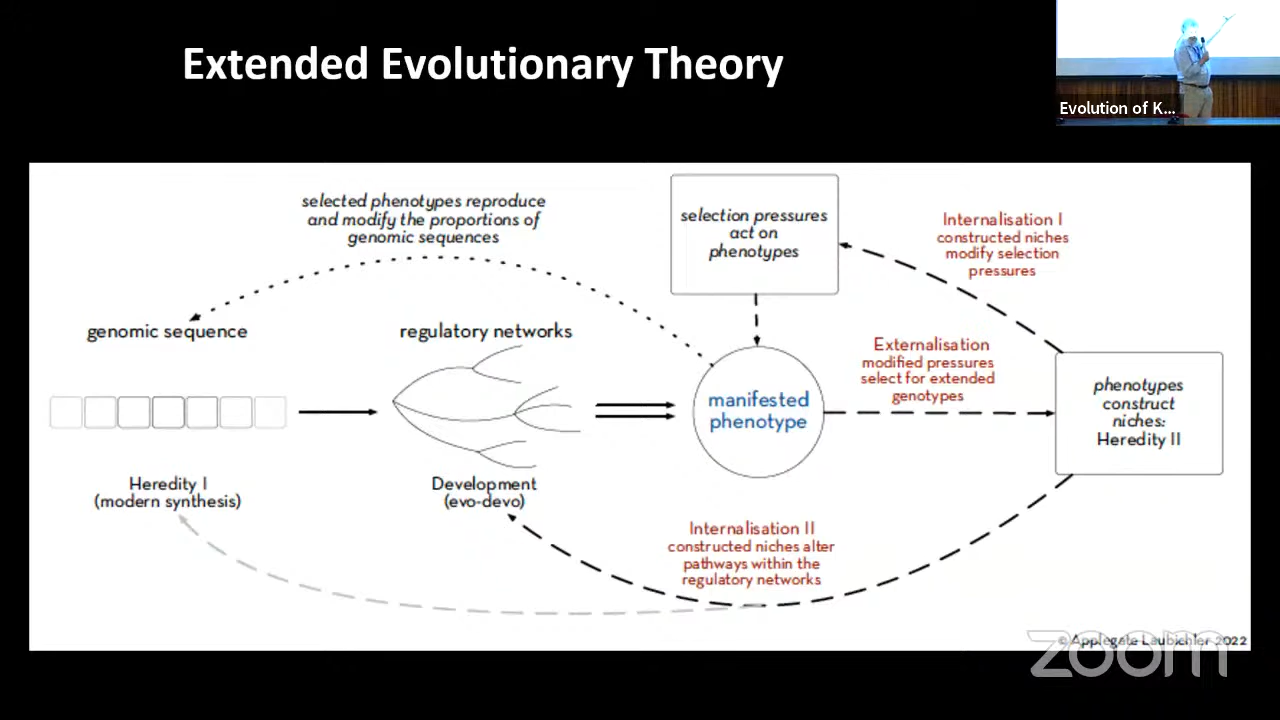 Extended Evolutionary Theory
Evolution of K...
selected phenotypes reproduce
and modify the proportions of
genomic sequences
selection pressures
act on
phenotypes
Internalisation I
constructed niches
modify selection
pressures
genomic sequence
regulatory networks
Externalisation
modified pressures
select for extended
genotypes
manifested
phenotype
phenotypes
construct
niches:
Heredity II
Heredity I
(modern synthesis)
Development
(evo-devo)
Internalisation II
constructed niches alter
pathways within the
regulatory networks
© Applegate Laubichler 2022
zoom